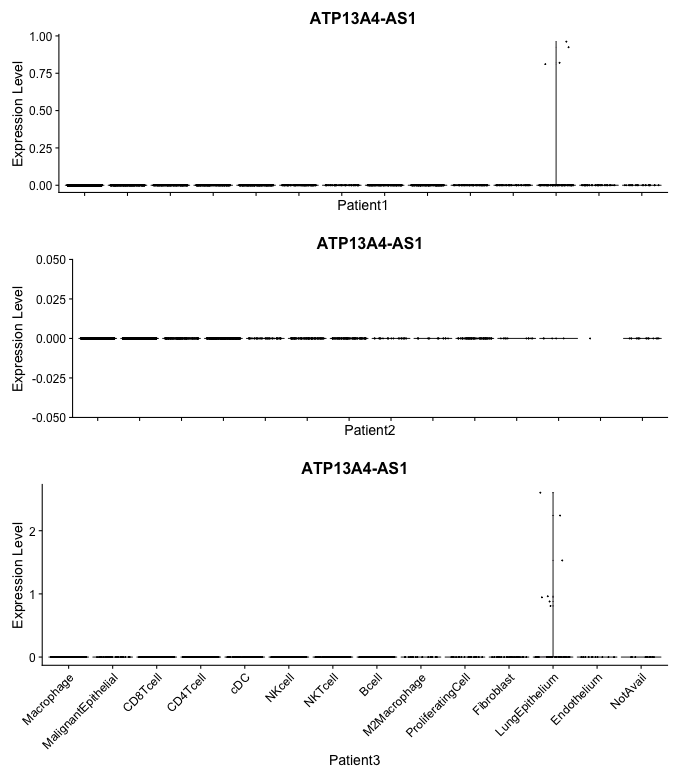 ATP13A4-AS1
1.00
0.75
0.50
0.25
0.00
Expression Level
Patient1
ATP13A4-AS1
0.050
0.025
0.000
-0.025
-0.050
Expression Level
Patient2
ATP13A4-AS1
2
1
0
Expression Level
Macrophage
MalignantEpithelial
CD8Tcell
CD4Tcell
cDC
NKcell
NKTcell
Bcell
M2Macrophage
ProliferatingCell
Fibroblast
LungEpithelium
Endothelium
NotAvail
Patient3